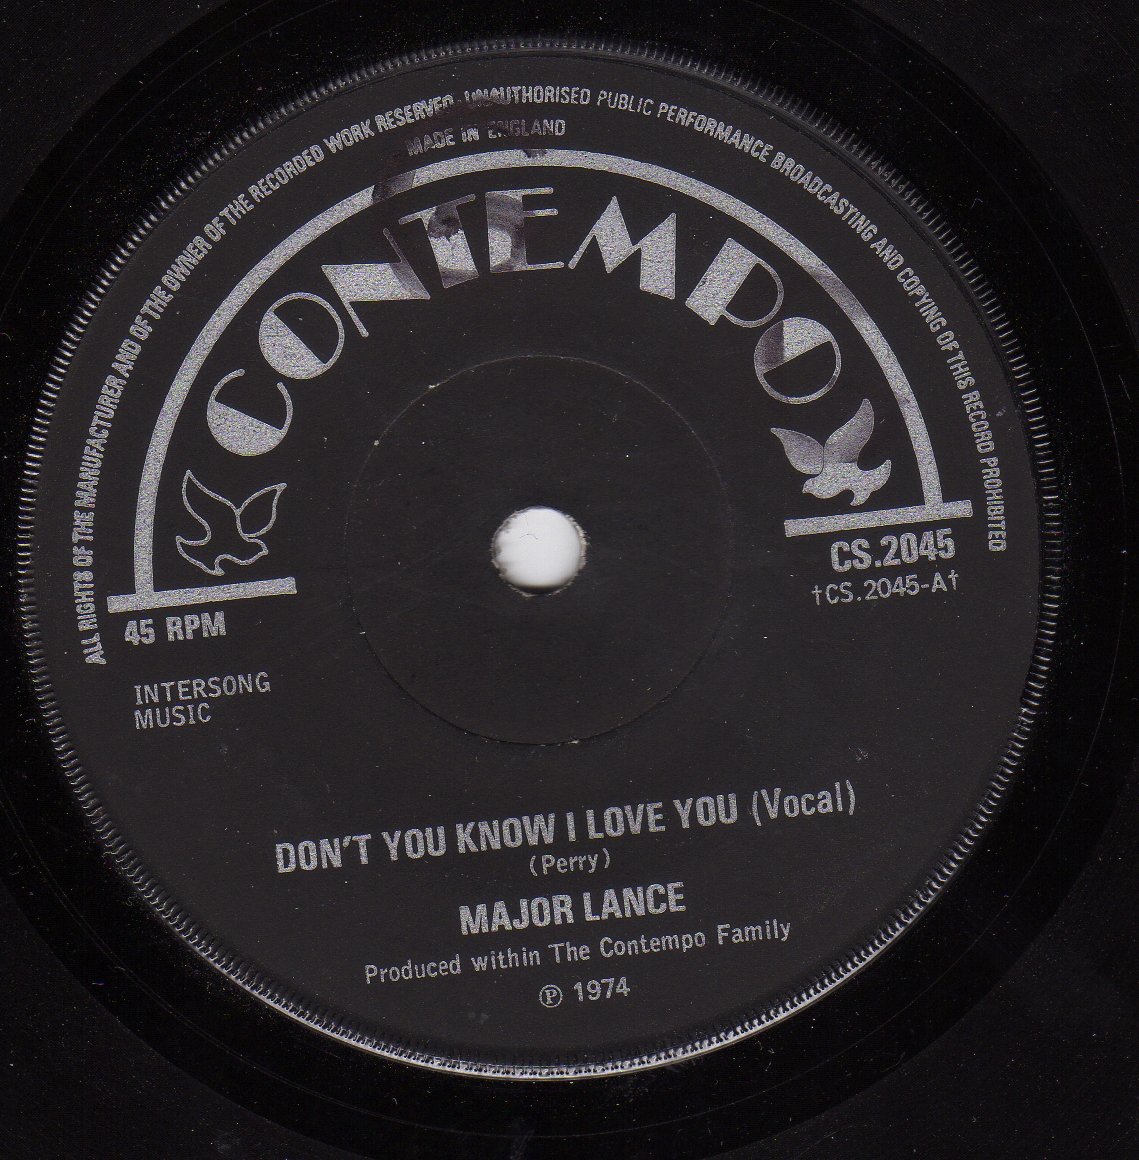 ALL RIGHTS OF THE MANUFACTURER AND OF THE OWNER OF THE RECORDED WORK RESERVED · UNAUTHORISED PUBLIC PERFORMANCE BROADCASTING AND COPYING OF THIS RECORD PROHIBITED
MADE IN ENGLAND
CONTEMPO
CS.2045
†CS.2045-A†
45 RPM
INTERSONG
MUSIC
DON'T YOU KNOW I LOVE YOU (Vocal)
(Perry)
MAJOR LANCE
Produced within The Contempo Family
℗ 1974